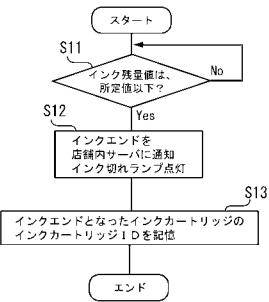 スタート
S11
インク残量値は、
所定値以下？
No
Yes
S12
インクエンドを
店舗内サーバに通知
インク切れランプ点灯
S13
インクエンドとなったインクカートリッジの
インクカートリッジＩＤを記憶
エンド